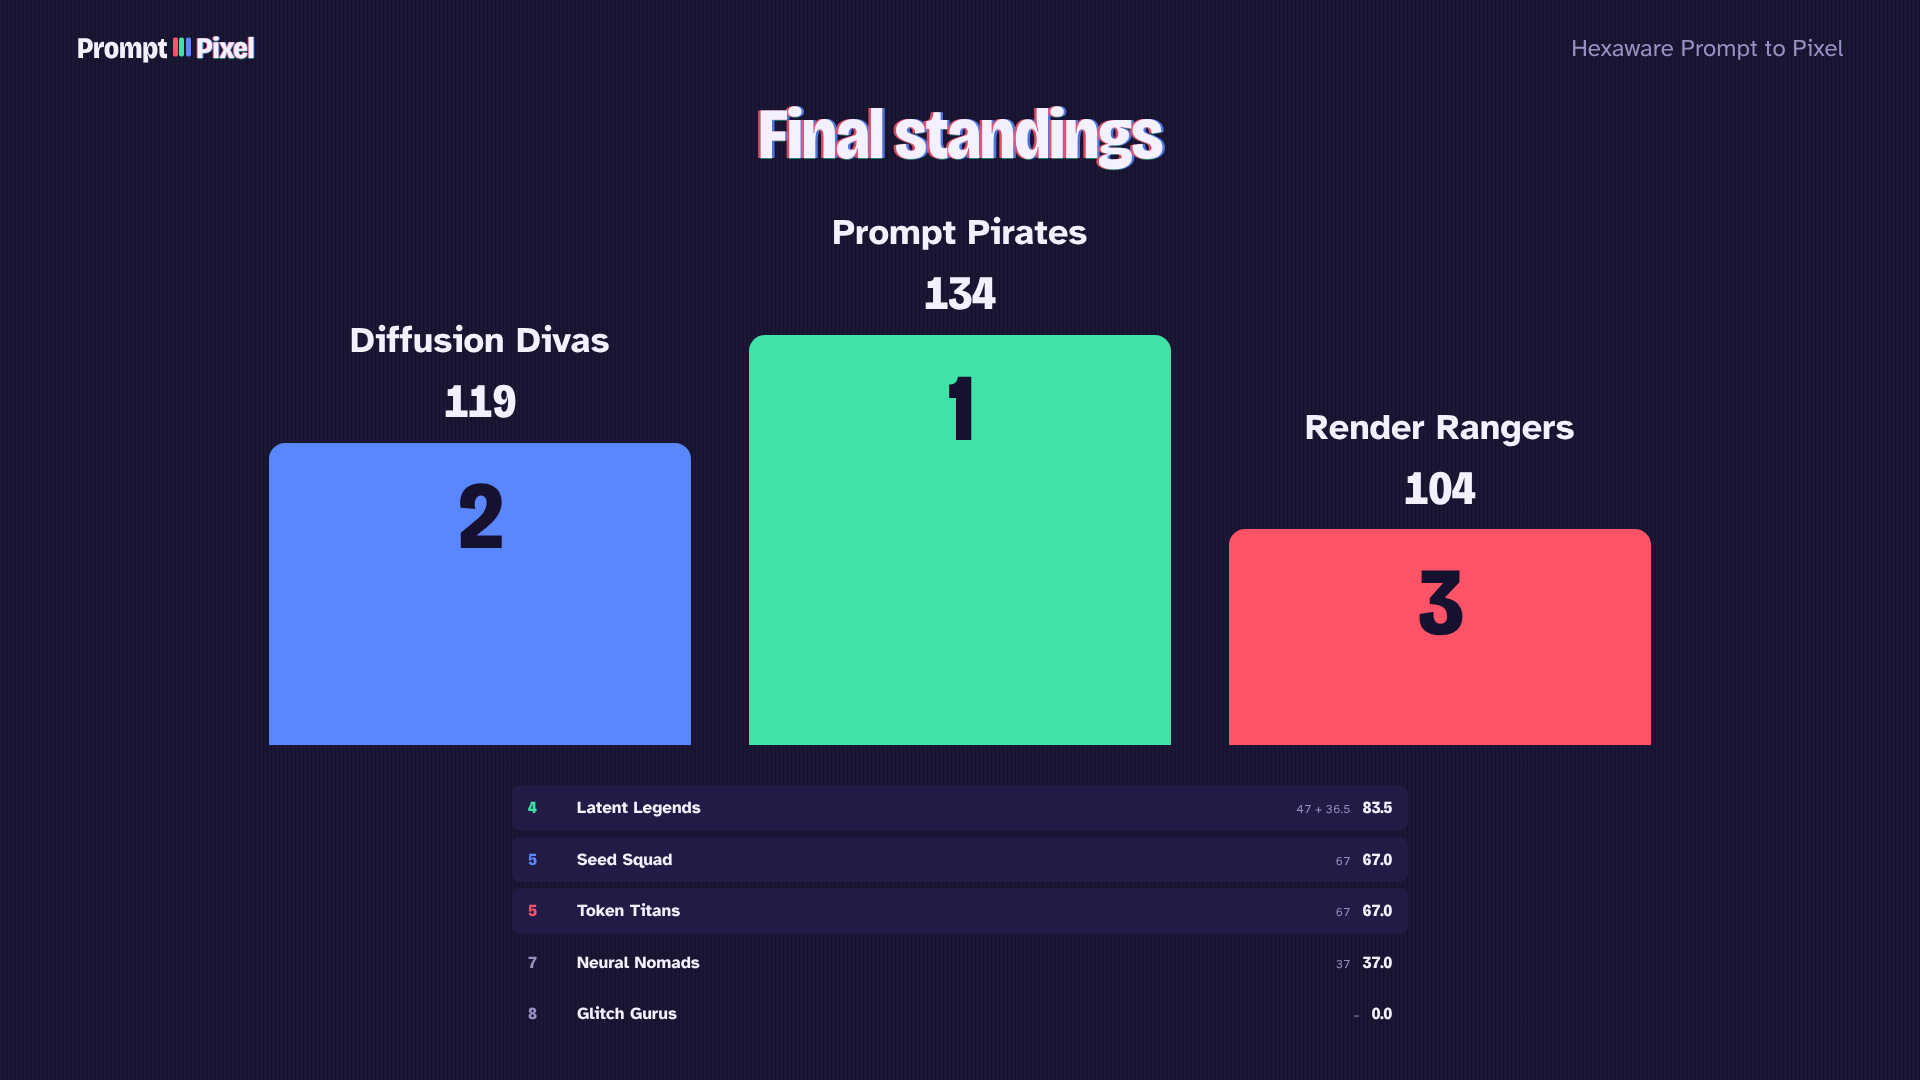 Prompt Pixel
Hexaware Prompt to Pixel
Final standings
Prompt Pirates
134
1
Diffusion Divas
119
2
Render Rangers
104
3
4 Latent Legends 47 + 36.5 83.5
5 Seed Squad 67 67.0
5 Token Titans 67 67.0
7 Neural Nomads 37 37.0
8 Glitch Gurus – 0.0